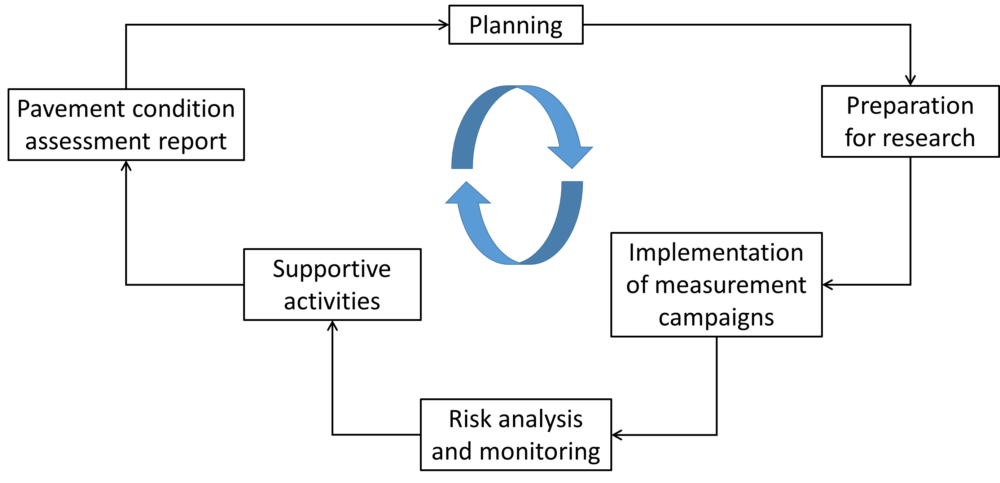 Planning
Preparation
for research
Implementation
of measurement
campaigns
Risk analysis
and monitoring
Supportive
activities
Pavement condition
assessment report